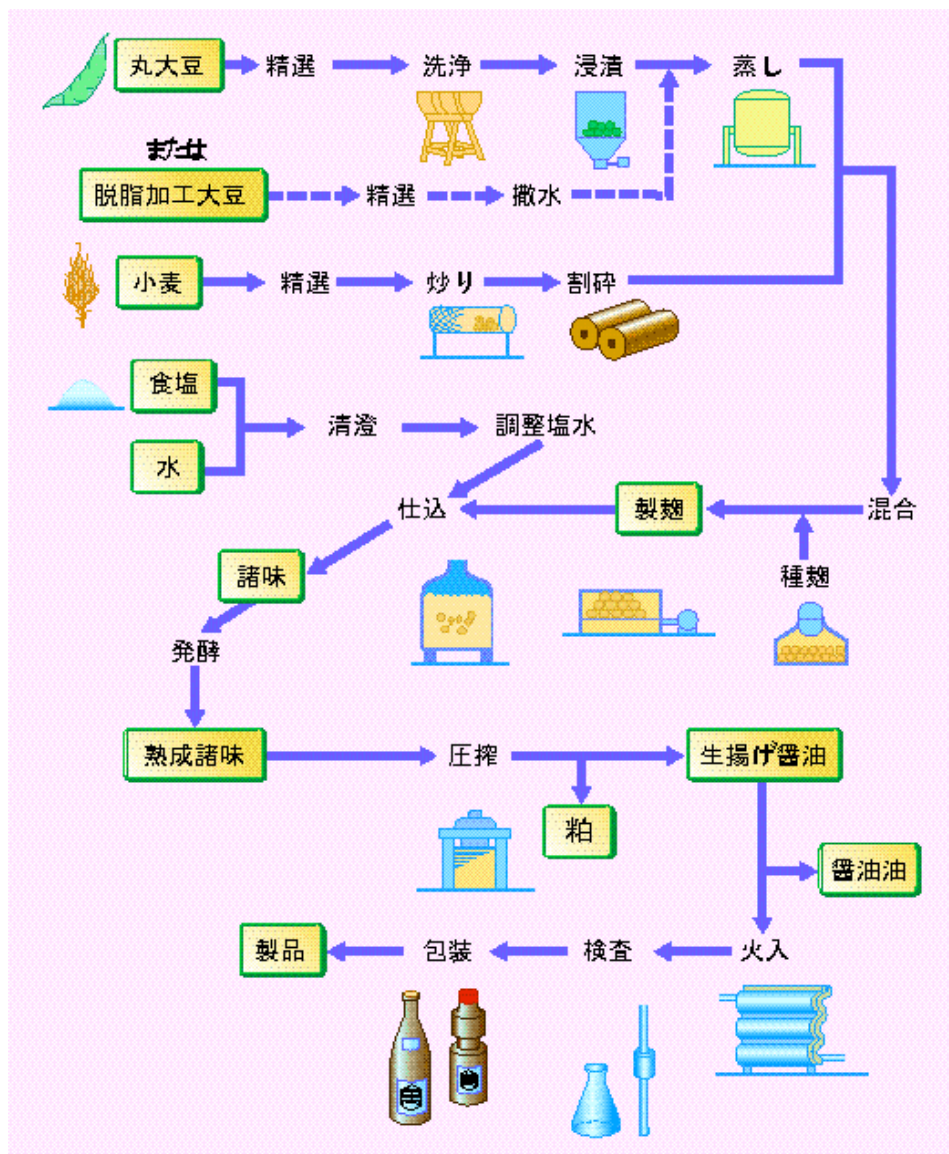 丸大豆
精選
洗浄
浸漬
蒸し
または
脱脂加工大豆
精選
撒水
小麦
精選
炒り
割砕
食塩
水
清澄
調整塩水
仕込
製麹
混合
種麹
諸味
発酵
熟成諸味
圧搾
生揚げ醤油
粕
醤油油
製品
包装
検査
火入